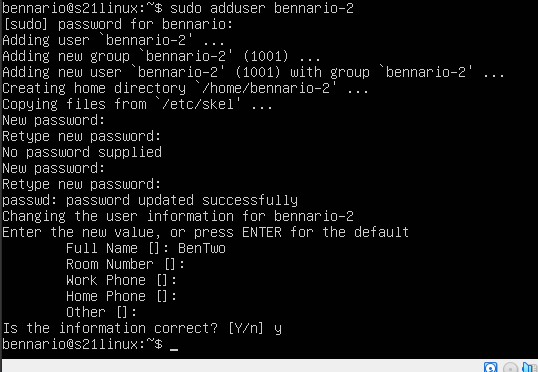 bennario@s21linux:~$ sudo adduser bennario-2
[sudo] password for bennario:
Adding user `bennario-2' ...
Adding new group `bennario-2' (1001) ...
Adding new user `bennario-2' (1001) with group `bennario-2' ...
Creating home directory `/home/bennario-2' ...
Copying files from `/etc/skel' ...
New password:
Retype new password:
No password supplied
New password:
Retype new password:
passwd: password updated successfully
Changing the user information for bennario-2
Enter the new value, or press ENTER for the default
Full Name []: BenTwo
Room Number []:
Work Phone []:
Home Phone []:
Other []:
Is the information correct? [Y/n] y
bennario@s21linux:~$ _